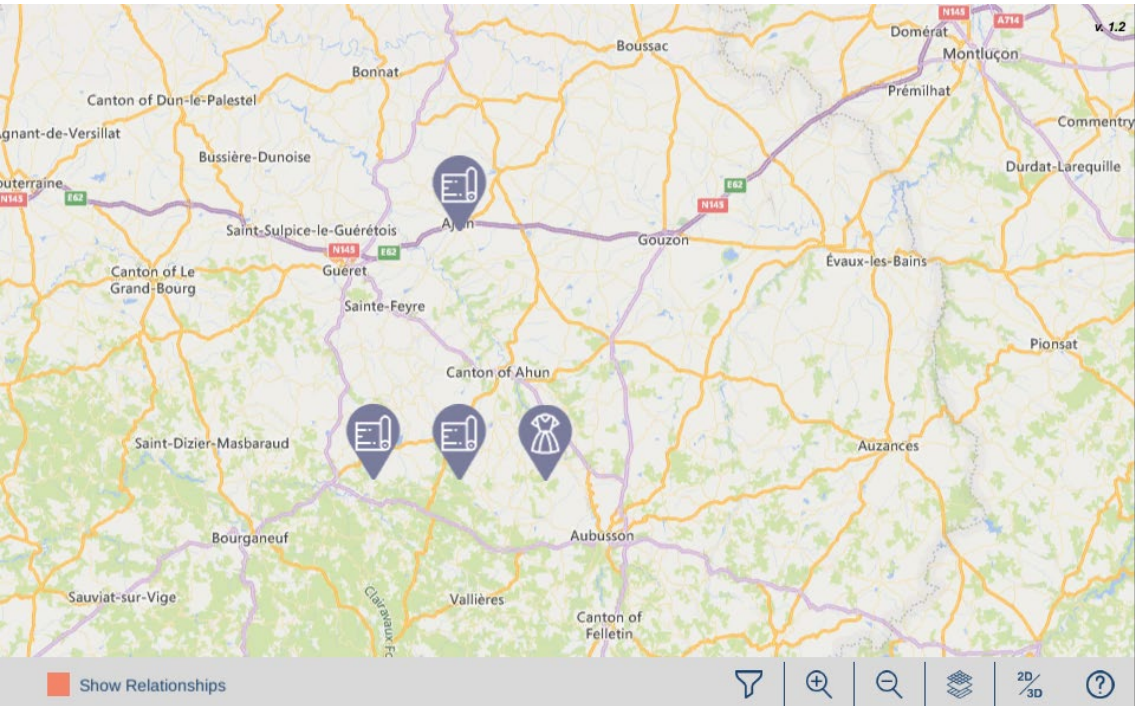 N145
A714
v. 1.2
Domérat
Boussac
Montluçon
Bonnat
Prémilhat
Canton of Dun-le-Palestel
Commentry
gnant-de-Versillat
Bussière-Dunoise
Durdat-Larequille
outerraine
E62
N145
E62
N145
Saint-Sulpice-le-Guérétois
Gouzon
N145
E62
Évaux-les-Bains
Guéret
Canton of Le
Grand-Bourg
Sainte-Feyre
Pionsat
Canton of Ahun
Saint-Dizier-Masbaraud
Auzances
Bourganeuf
Aubusson
Sauviat-sur-Vige
Clairavaux Fo
Vallières
Canton of
Felletin
Show Relationships
2D/3D
?